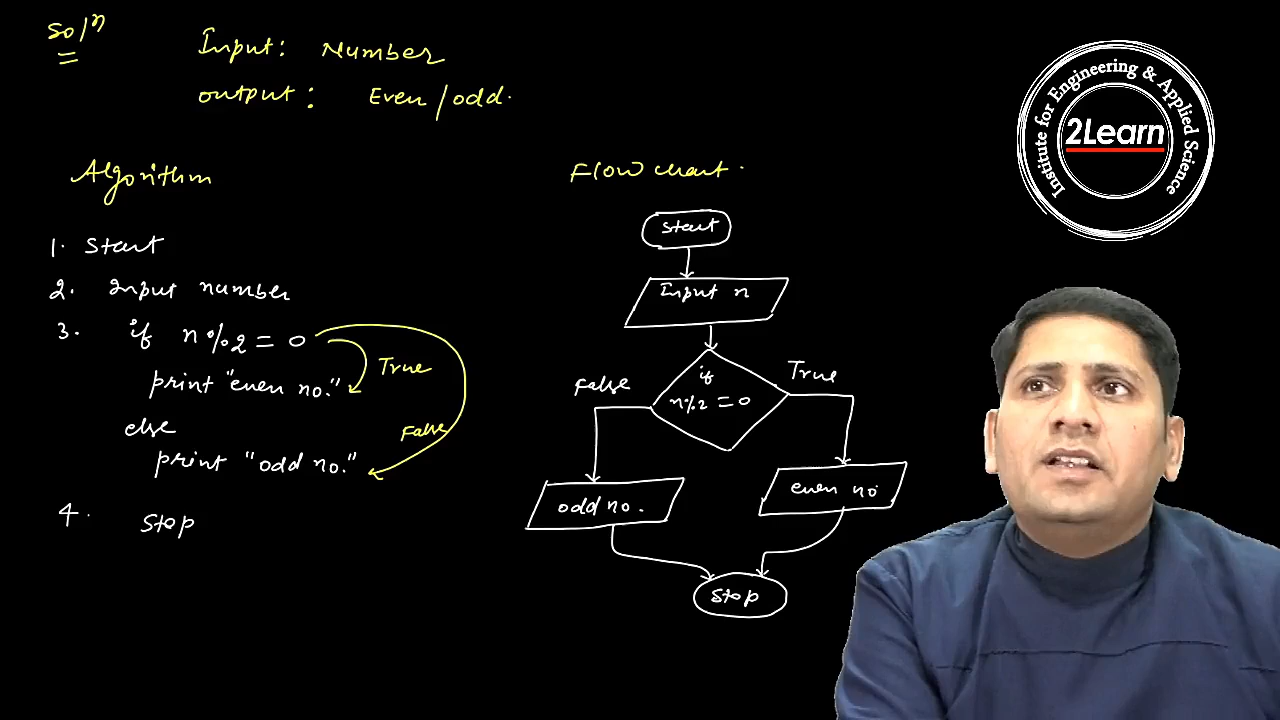 Soln
Input: Number
output: Even/odd.
Institute for Engineering & Applied Science
2Learn
Algorithm
1. Start
2. Input number
3. if n%2 = 0
True
print "even no."
else
False
print "odd no."
4. Stop
Flow chart.
Start
Input n
if
n%2 = 0
False
True
odd no.
even no.
Stop